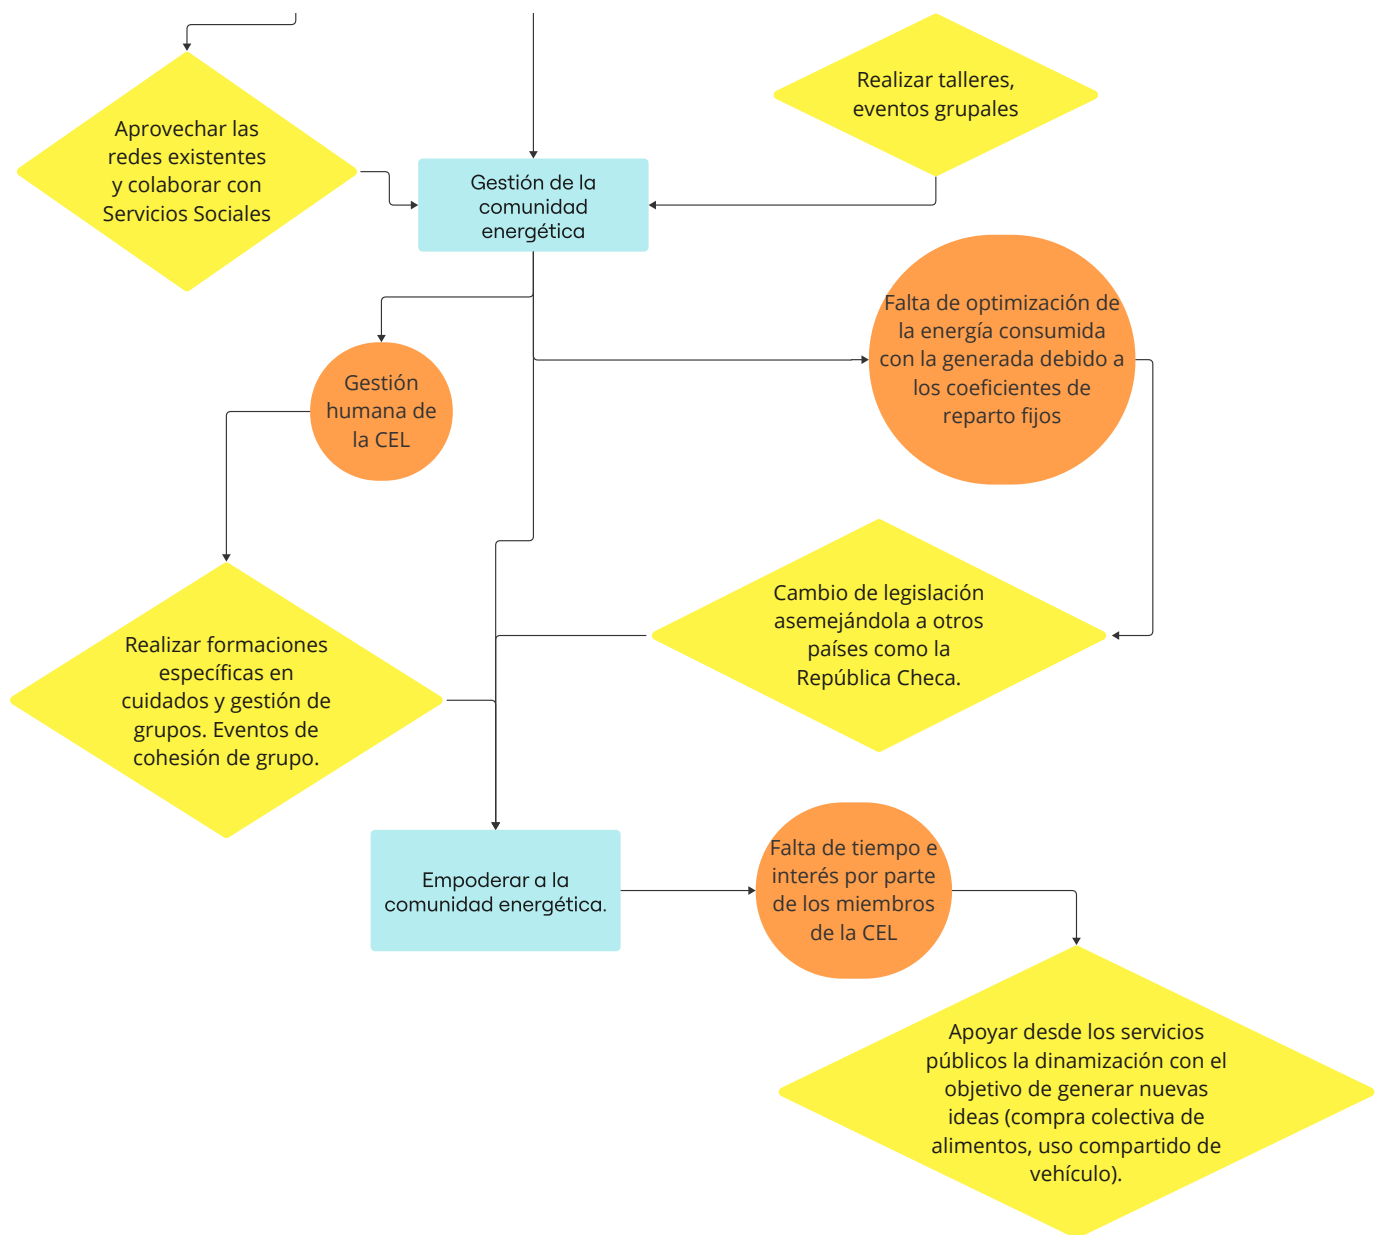 Realizar talleres,
eventos grupales
Aprovechar las
redes existentes
y colaborar con
Servicios Sociales
Gestión de la
comunidad
energética
Falta de optimización de
la energía consumida
con la generada debido a
los coeficientes de
reparto fijos
Gestión
humana de
la CEL
Cambio de legislación
asemejándola a otros
países como la
República Checa.
Realizar formaciones
específicas en
cuidados y gestión de
grupos. Eventos de
cohesión de grupo.
Empoderar a la
comunidad energética.
Falta de tiempo e
interés por parte
de los miembros
de la CEL
Apoyar desde los servicios
públicos la dinamización con el
objetivo de generar nuevas
ideas (compra colectiva de
alimentos, uso compartido de
vehículo).